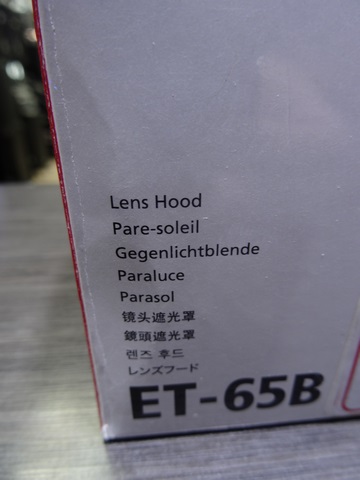 Lens Hood
Pare-soleil
Gegenlichtblende
Paraluce
Parasol
镜头遮光罩
鏡頭遮光罩
렌즈 후드
レンズフード
ET-65B